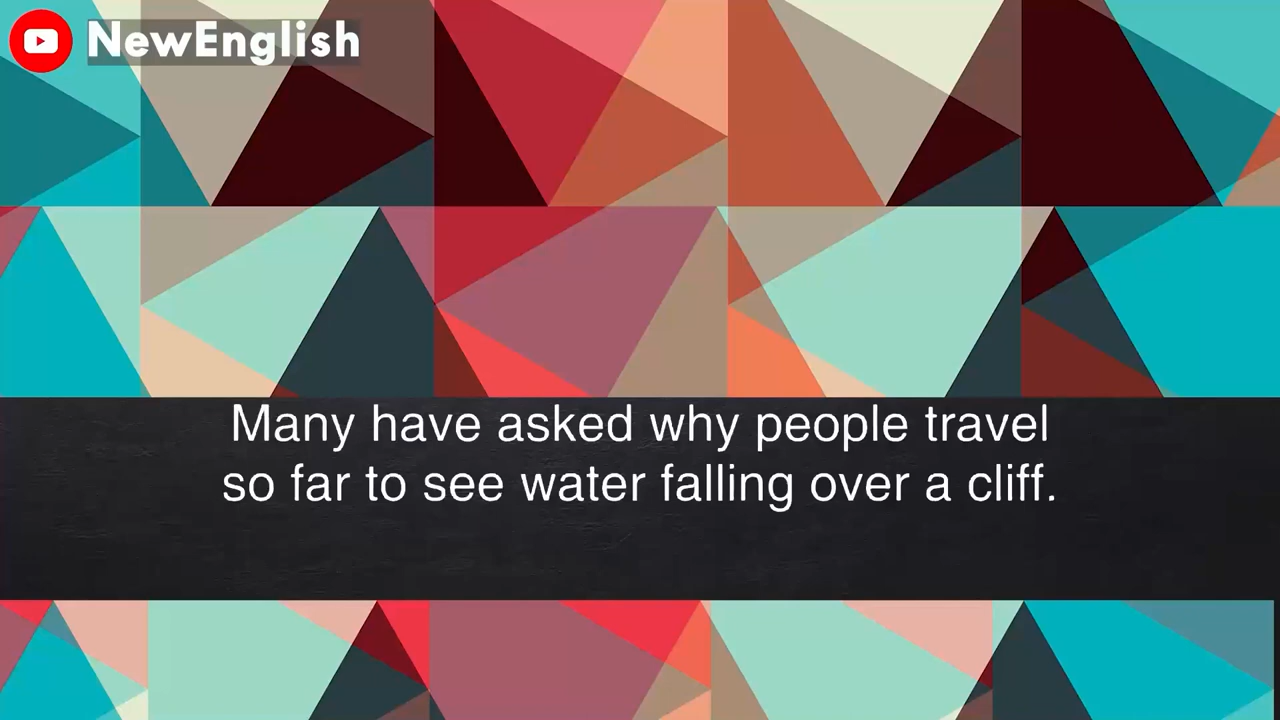 NewEnglish
Many have asked why people travel
so far to see water falling over a cliff.